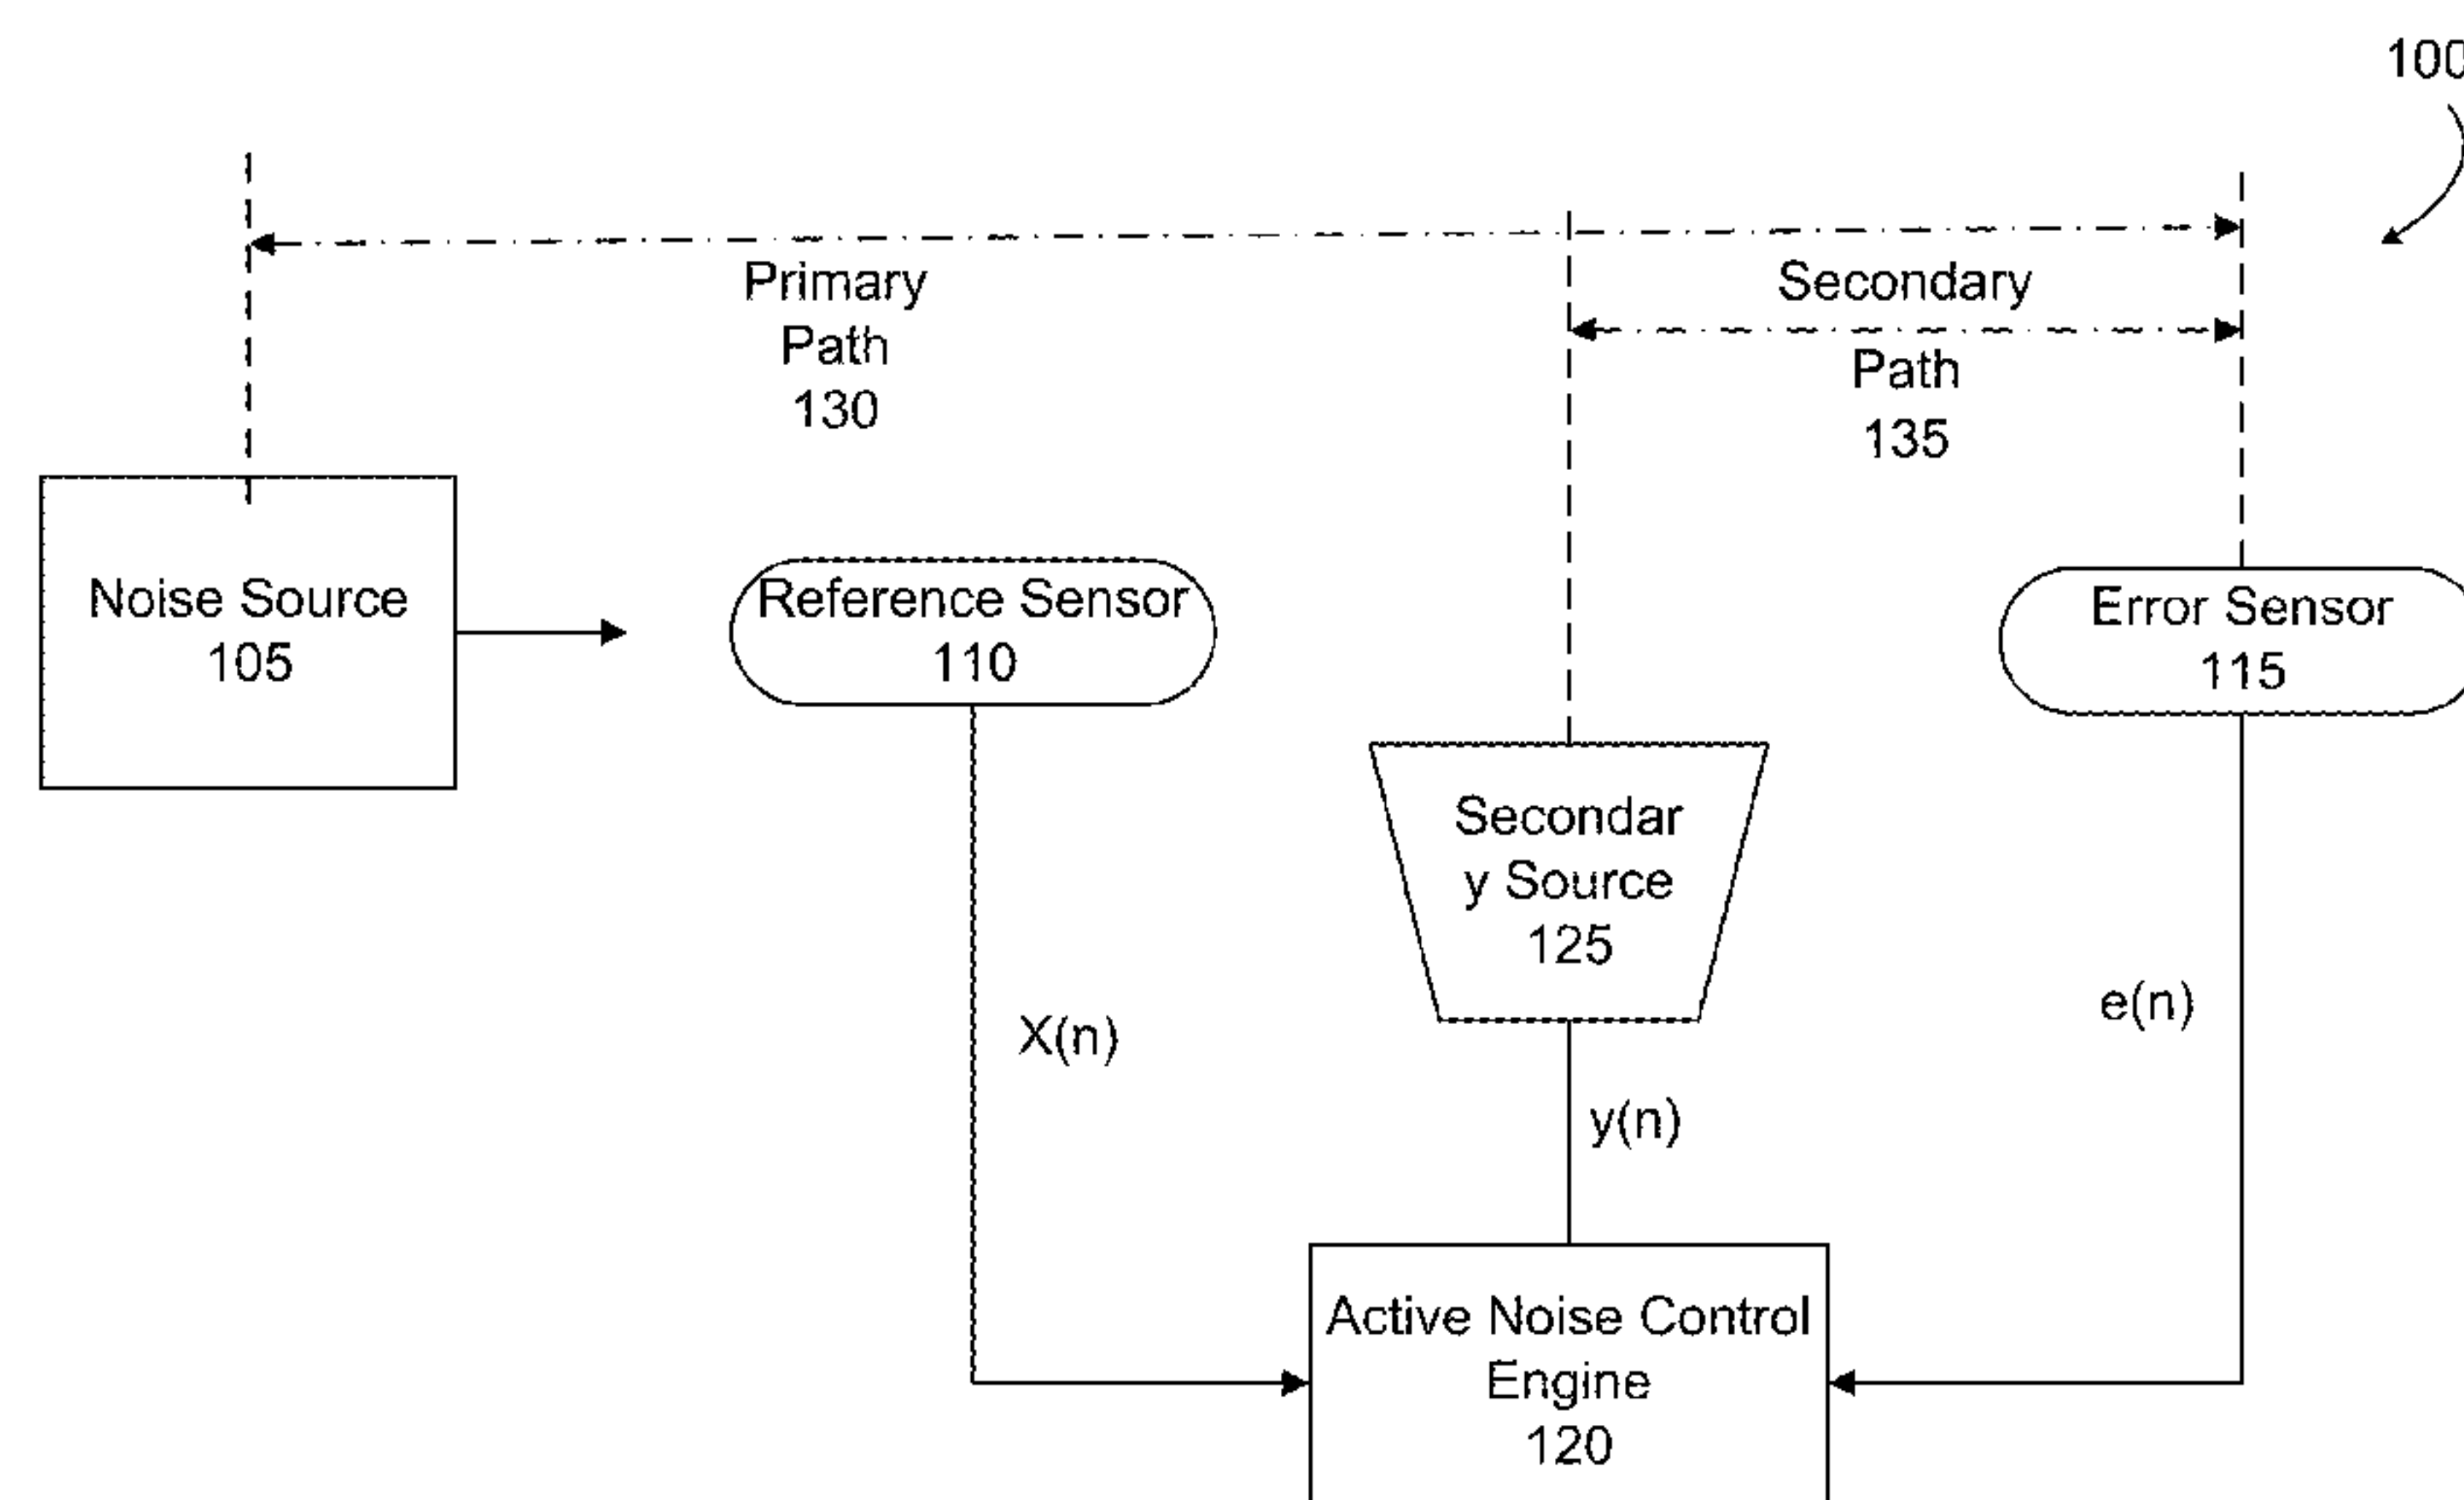 100
Primary
Path
130
Secondary
Path
135
Noise Source
105
Reference Sensor
110
Error Sensor
115
Secondar
y Source
125
X(n)
e(n)
y(n)
Active Noise Control
Engine
120